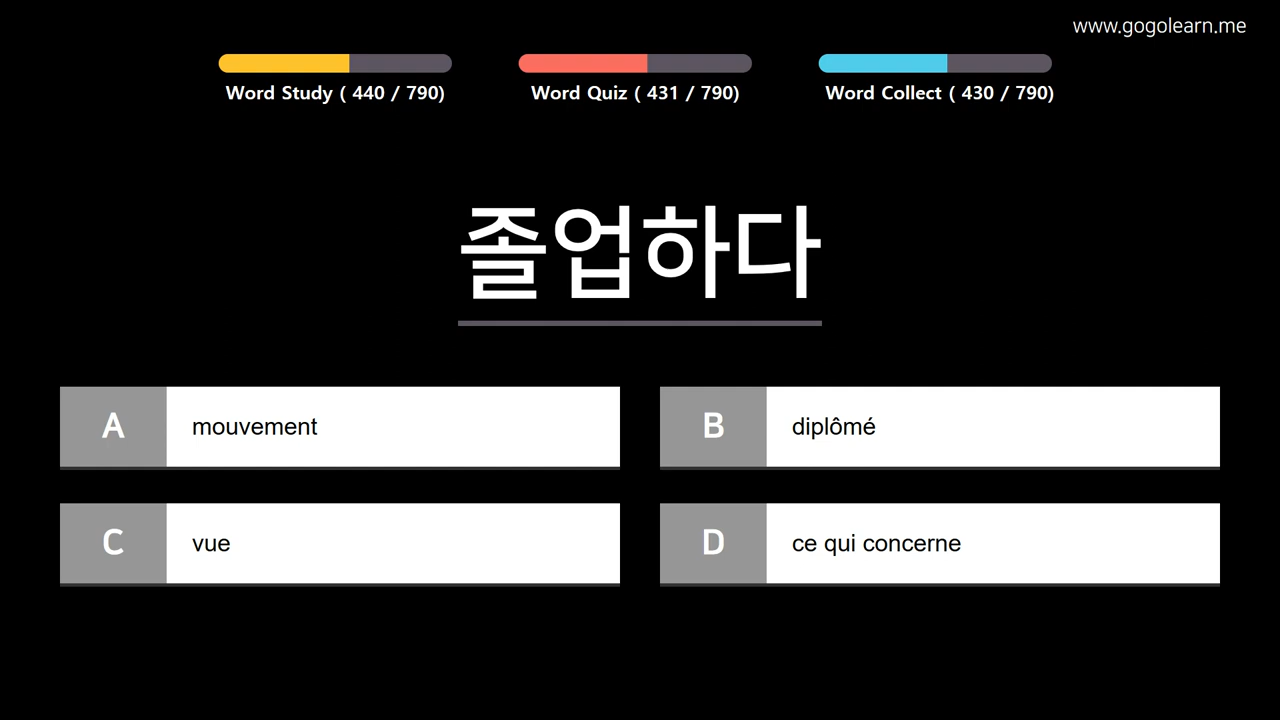 www.gogolearn.me
Word Study ( 440 / 790)
Word Quiz ( 431 / 790)
Word Collect ( 430 / 790)
졸업하다
A mouvement
B diplômé
C vue
D ce qui concerne